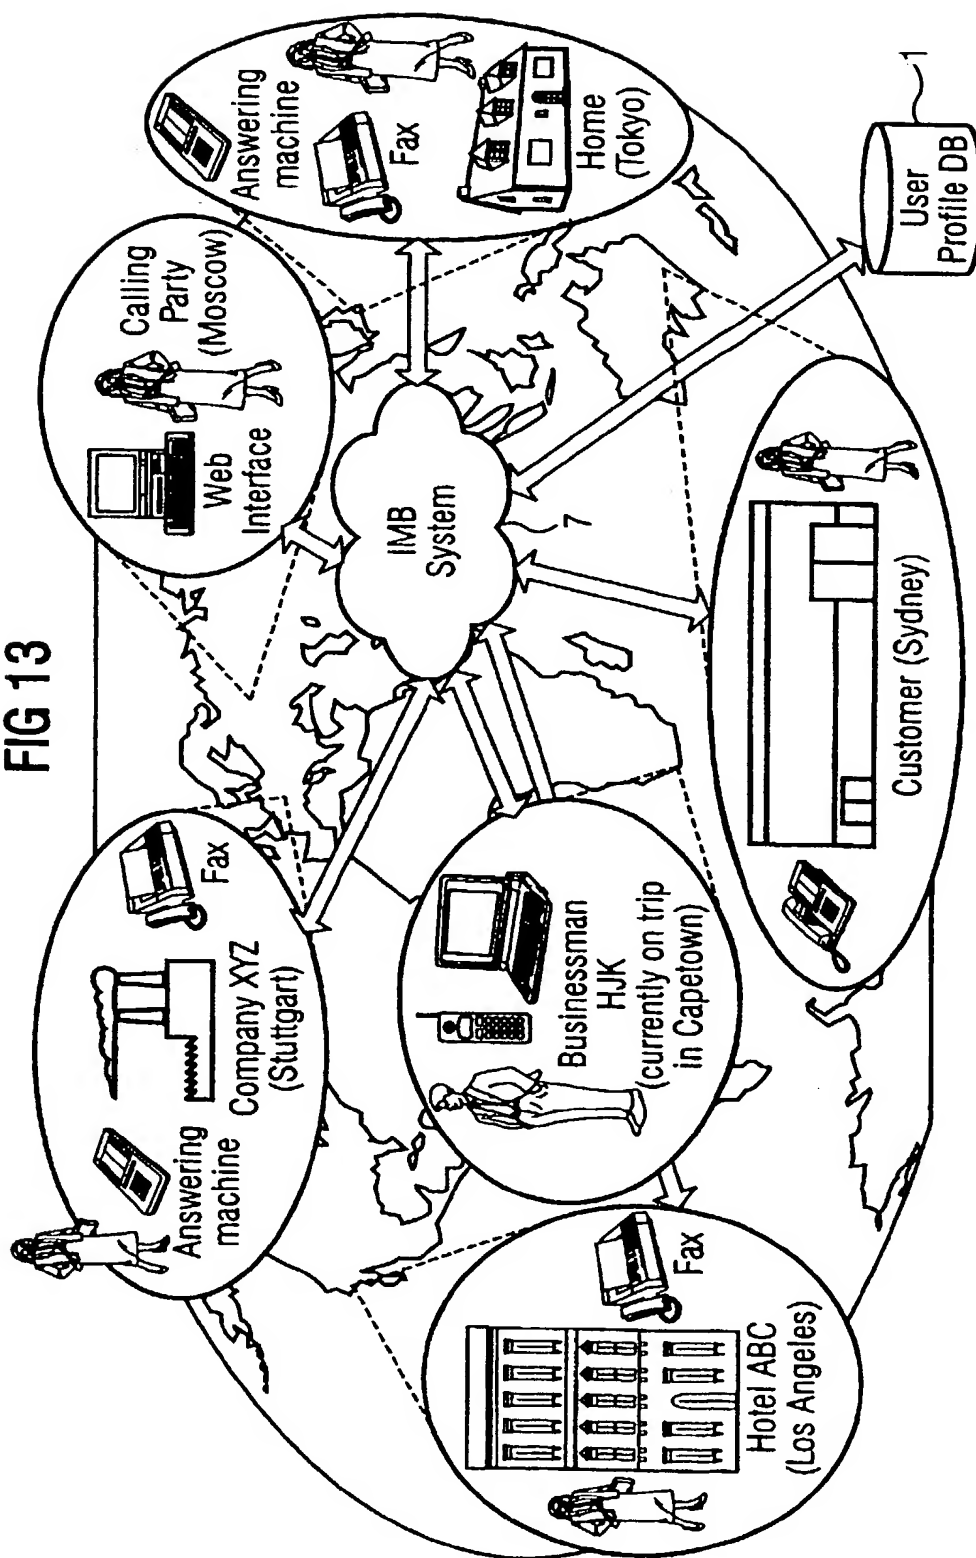 FIG 13
Answering
machine
Company XYZ
(Stuttgart)
Fax
Web
Interface
Calling
Party
(Moscow)
Answering
machine
Fax
Home
(Tokyo)
IMB
System
7
Hotel ABC
(Los Angeles)
Fax
Businessman
HJK
(currently on trip
in Capetown)
Customer (Sydney)
User
Profile DB
1